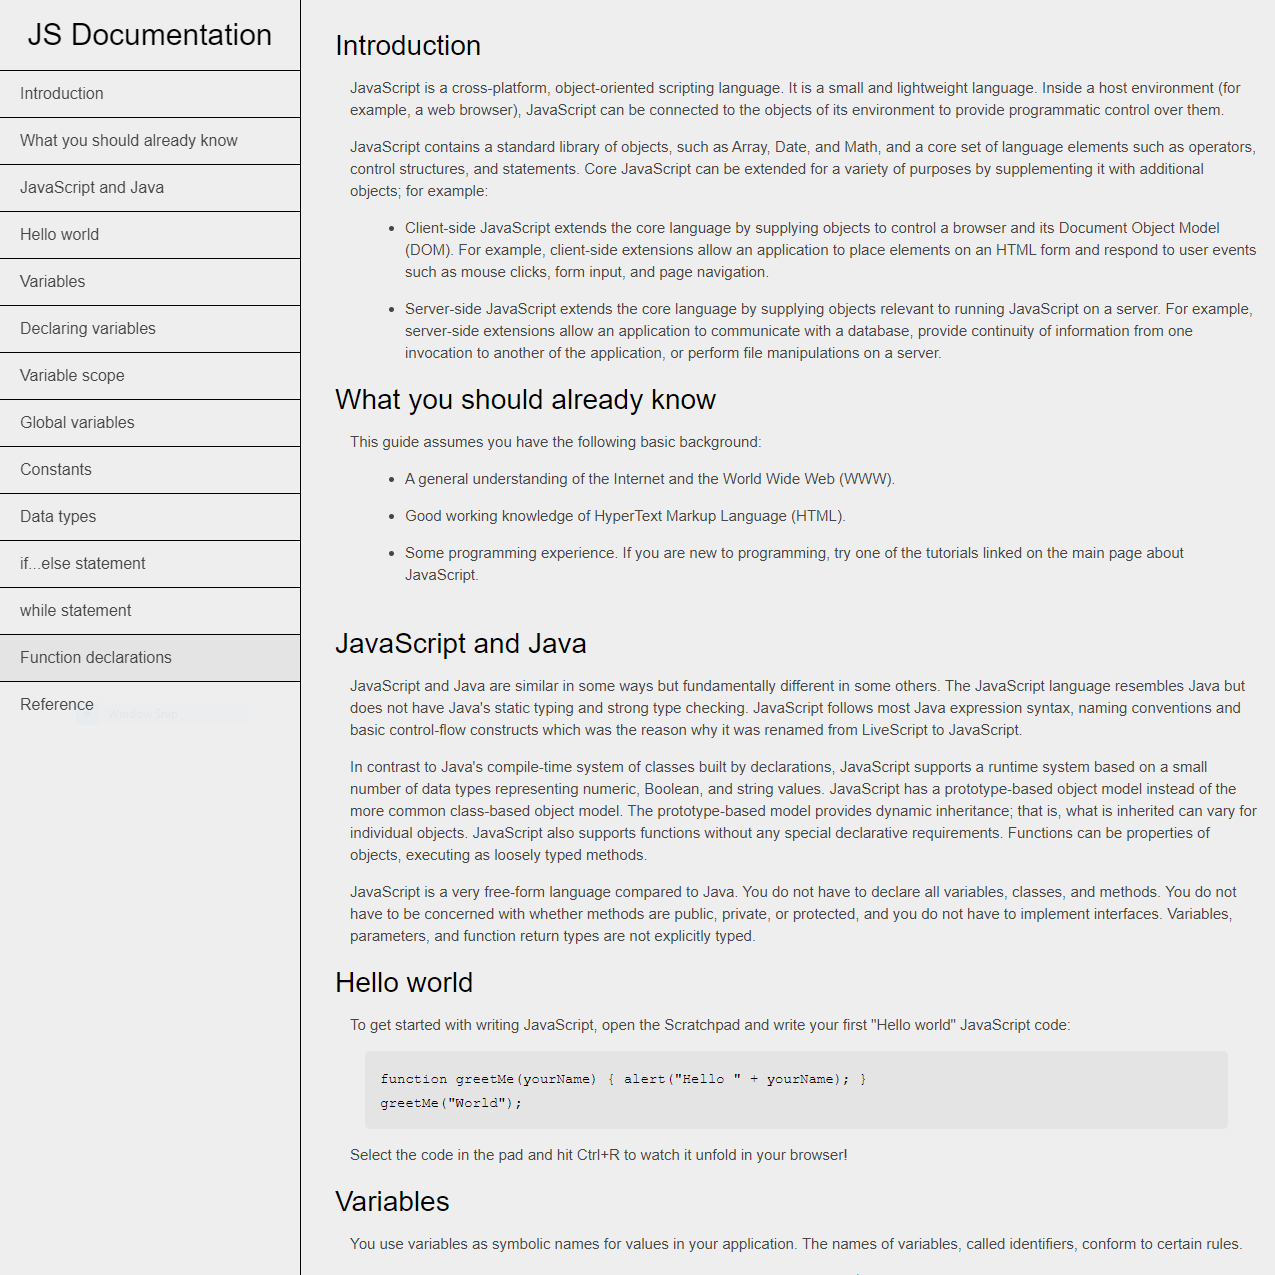 JS Documentation
Introduction
What you should already know
JavaScript and Java
Hello world
Variables
Declaring variables
Variable scope
Global variables
Constants
Data types
if...else statement
while statement
Function declarations
Reference
Window Snip
Introduction
JavaScript is a cross-platform, object-oriented scripting language. It is a small and lightweight language. Inside a host environment (for
example, a web browser), JavaScript can be connected to the objects of its environment to provide programmatic control over them.
JavaScript contains a standard library of objects, such as Array, Date, and Math, and a core set of language elements such as operators,
control structures, and statements. Core JavaScript can be extended for a variety of purposes by supplementing it with additional
objects; for example:
• Client-side JavaScript extends the core language by supplying objects to control a browser and its Document Object Model
(DOM). For example, client-side extensions allow an application to place elements on an HTML form and respond to user events
such as mouse clicks, form input, and page navigation.
• Server-side JavaScript extends the core language by supplying objects relevant to running JavaScript on a server. For example,
server-side extensions allow an application to communicate with a database, provide continuity of information from one
invocation to another of the application, or perform file manipulations on a server.
What you should already know
This guide assumes you have the following basic background:
• A general understanding of the Internet and the World Wide Web (WWW).
• Good working knowledge of HyperText Markup Language (HTML).
• Some programming experience. If you are new to programming, try one of the tutorials linked on the main page about
JavaScript.
JavaScript and Java
JavaScript and Java are similar in some ways but fundamentally different in some others. The JavaScript language resembles Java but
does not have Java's static typing and strong type checking. JavaScript follows most Java expression syntax, naming conventions and
basic control-flow constructs which was the reason why it was renamed from LiveScript to JavaScript.
In contrast to Java's compile-time system of classes built by declarations, JavaScript supports a runtime system based on a small
number of data types representing numeric, Boolean, and string values. JavaScript has a prototype-based object model instead of the
more common class-based object model. The prototype-based model provides dynamic inheritance; that is, what is inherited can vary for
individual objects. JavaScript also supports functions without any special declarative requirements. Functions can be properties of
objects, executing as loosely typed methods.
JavaScript is a very free-form language compared to Java. You do not have to declare all variables, classes, and methods. You do not
have to be concerned with whether methods are public, private, or protected, and you do not have to implement interfaces. Variables,
parameters, and function return types are not explicitly typed.
Hello world
To get started with writing JavaScript, open the Scratchpad and write your first "Hello world" JavaScript code:
function greetMe(yourName) { alert("Hello " + yourName); }
greetMe("World");
Select the code in the pad and hit Ctrl+R to watch it unfold in your browser!
Variables
You use variables as symbolic names for values in your application. The names of variables, called identifiers, conform to certain rules.